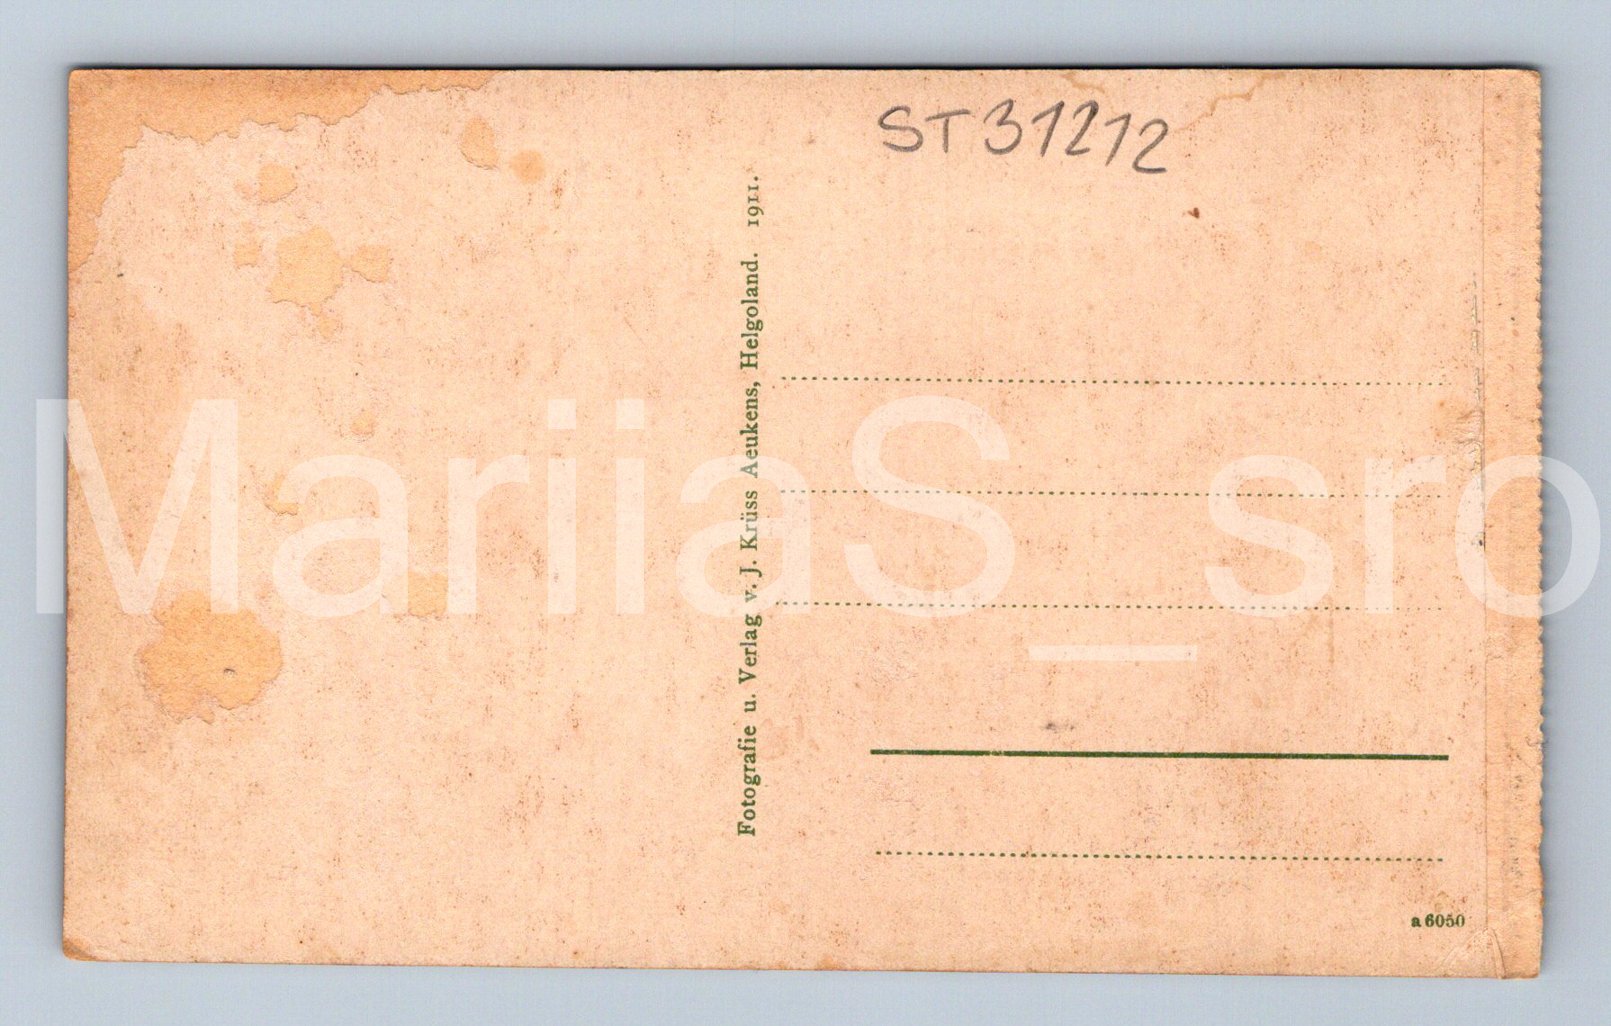 ST31212
Fotografie u. Verlag v. J. Krüss Aeukens, Helgoland. 1911.
MariiaS_sro
a 6050